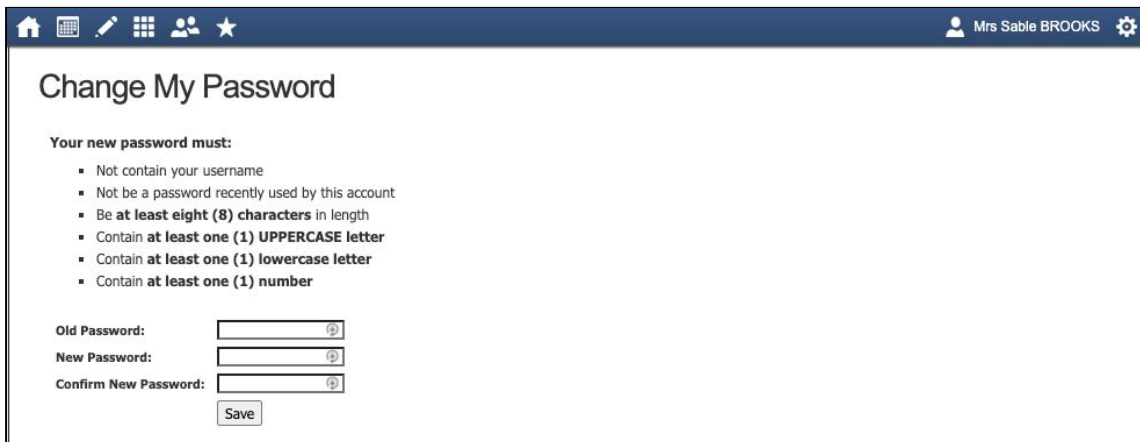 Mrs Sable BROOKS
Change My Password
Your new password must:
Not contain your username
Not be a password recently used by this account
Be at least eight (8) characters in length
Contain at least one (1) UPPERCASE letter
Contain at least one (1) lowercase letter
Contain at least one (1) number
Old Password:
New Password:
Confirm New Password:
Save